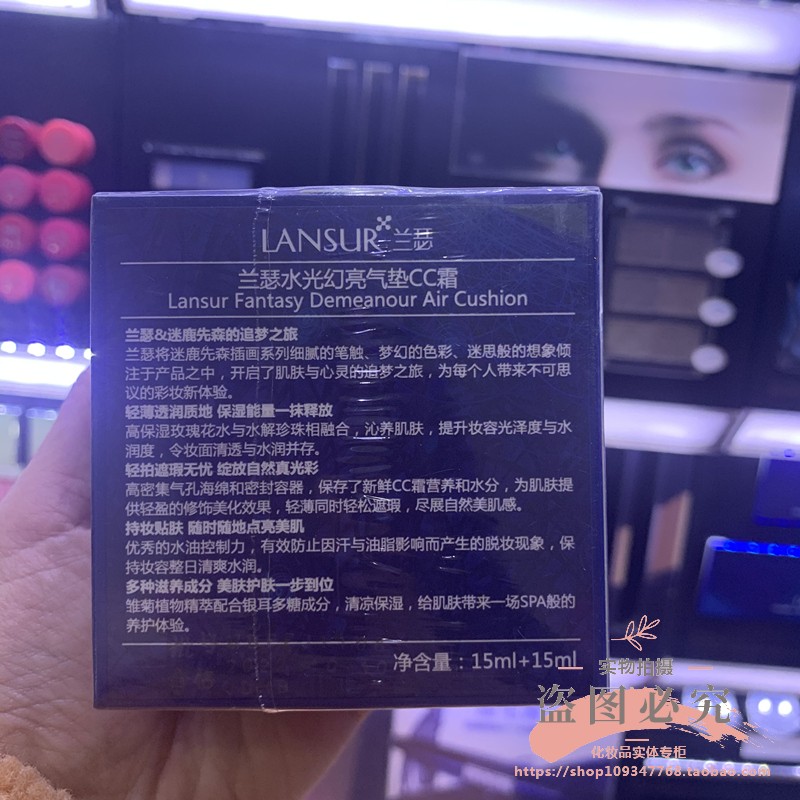 LANSUR 兰瑟
兰瑟水光幻亮气垫CC霜
Lansur Fantasy Demeanour Air Cushion
兰瑟&迷鹿先森的追梦之旅
兰瑟将迷鹿先森插画系列细腻的笔触、梦幻的色彩、迷思般的想象倾
注于产品之中，开启了肌肤与心灵的追梦之旅，为每个人带来不可思
议的彩妆新体验。
轻薄透润质地 保湿能量一抹释放
高保湿玫瑰花水与水解珍珠相融合，沁养肌肤，提升妆容光泽度与水
润度，令妆面清透与水润并存。
轻拍遮瑕无忧 绽放自然真光彩
高密集气孔海绵和密封容器，保存了新鲜CC霜营养和水分，为肌肤提
供轻盈的修饰美化效果，轻薄同时轻松遮瑕，尽展自然美肌感。
持妆贴肤 随时随地点亮美肌
优秀的水油控制力，有效防止因汗与油脂影响而产生的脱妆现象，保
持妆容整日清爽水润。
多种滋养成分 美肤护肤一步到位
雏菊植物精萃配合银耳多糖成分，清凉保湿，给肌肤带来一场SPA般的
养护体验。
净含量：15ml+15ml
实物拍摄
盗图必究
化妆品实体专柜
https://shop109347768.taobao.com